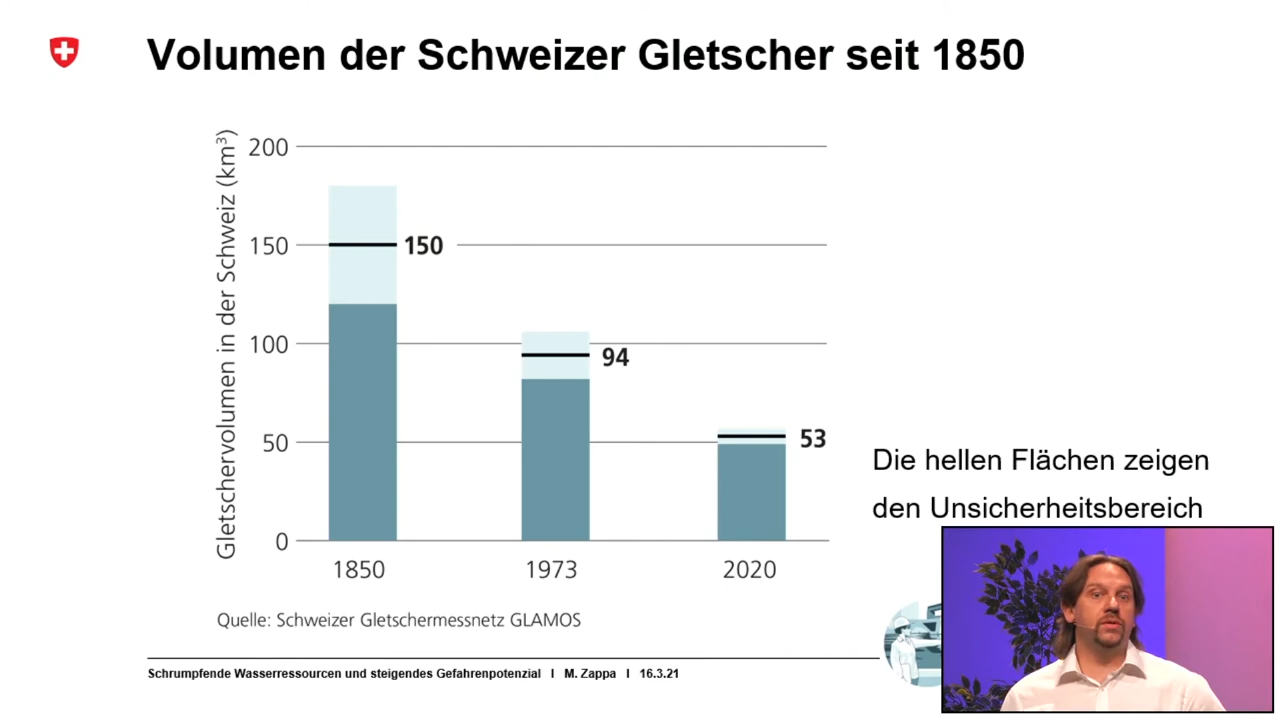 Volumen der Schweizer Gletscher seit 1850
Gletschervolumen in der Schweiz (km³)
200
150
100
50
0
150
94
53
1850 1973 2020
Die hellen Flächen zeigen
den Unsicherheitsbereich
Quelle: Schweizer Gletschermessnetz GLAMOS
Schrumpfende Wasserressourcen und steigendes Gefahrenpotenzial I M. Zappa I 16.3.21